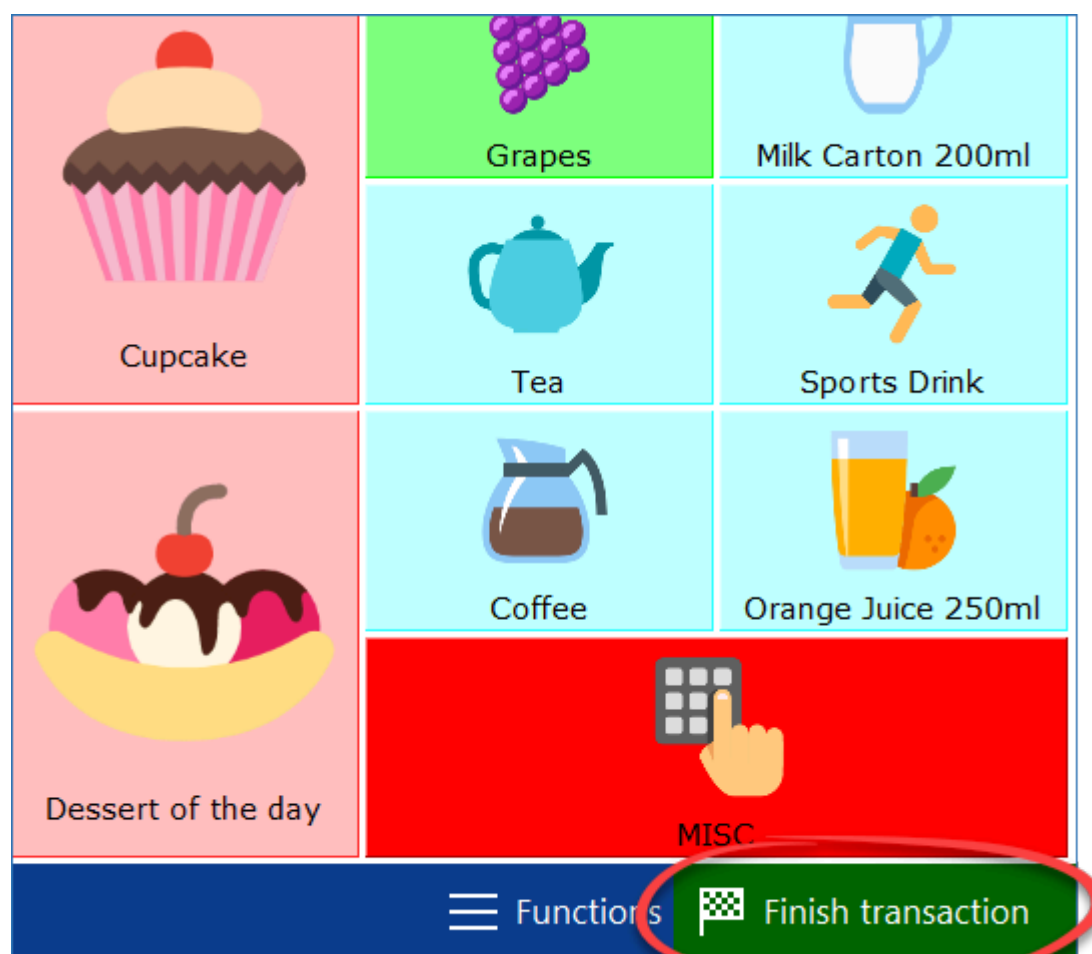 Grapes
Milk Carton 200ml
Cupcake
Tea
Sports Drink
Coffee
Orange Juice 250ml
Dessert of the day
MISC
Functions
Finish transaction